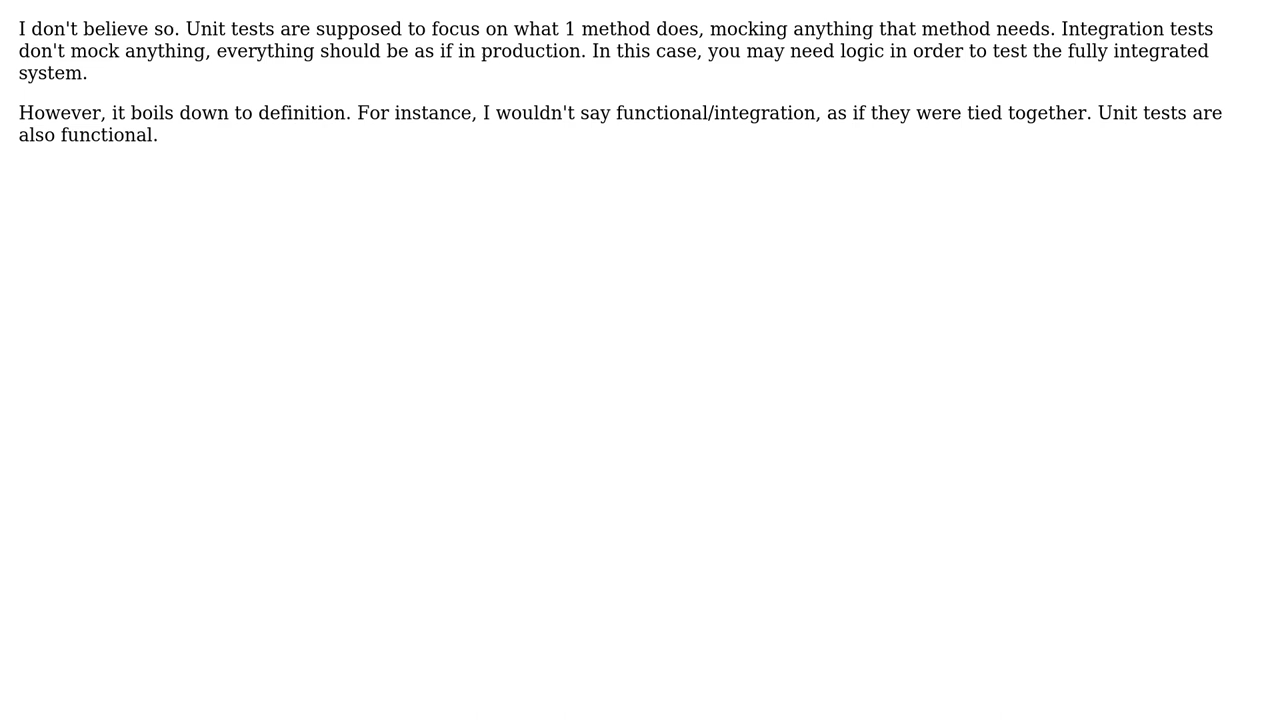 I don't believe so. Unit tests are supposed to focus on what 1 method does, mocking anything that method needs. Integration tests
don't mock anything, everything should be as if in production. In this case, you may need logic in order to test the fully integrated
system.
However, it boils down to definition. For instance, I wouldn't say functional/integration, as if they were tied together. Unit tests are
also functional.